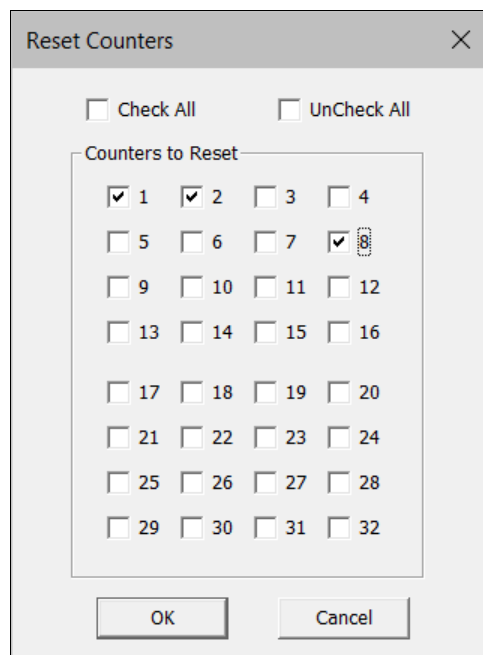 Reset Counters
Check All UnCheck All
Counters to Reset
1 2 3 4
5 6 7 8
9 10 11 12
13 14 15 16
17 18 19 20
21 22 23 24
25 26 27 28
29 30 31 32
OK Cancel